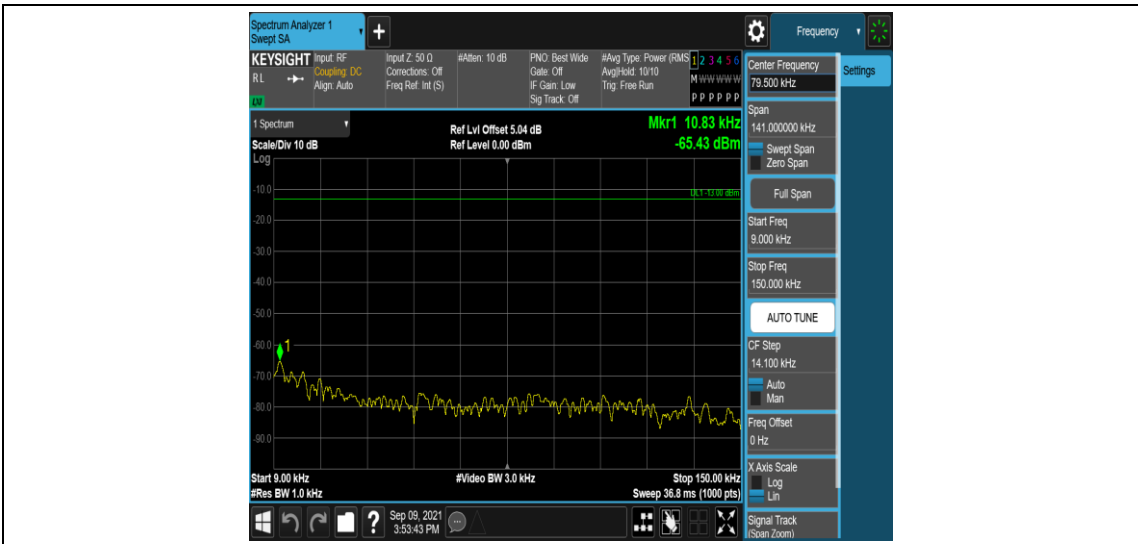 Spectrum Analyzer 1
Swept SA
+
Frequency
KEYSIGHT
RL
LXI
Input: RF
Coupling: DC
Align: Auto
Input Z: 50 Ω
Corrections: Off
Freq Ref: Int (S)
#Atten: 10 dB
PNO: Best Wide
Gate: Off
IF Gain: Low
Sig Track: Off
#Avg Type: Power (RMS
Avg|Hold: 10/10
Trig: Free Run
1 2 3 4 5 6
M W W W W W
P P P P P P
1 Spectrum
Scale/Div 10 dB
Log
Ref Lvl Offset 5.04 dB
Ref Level 0.00 dBm
Mkr1 10.83 kHz
-65.43 dBm
DL1 -13.00 dBm
-10.0
-20.0
-30.0
-40.0
-50.0
-60.0
-70.0
-80.0
-90.0
1
Start 9.00 kHz
#Res BW 1.0 kHz
#Video BW 3.0 kHz
Stop 150.00 kHz
Sweep 36.8 ms (1000 pts)
?
Sep 09, 2021
3:53:43 PM
Center Frequency
79.500 kHz
Settings
Span
141.000000 kHz
Swept Span
Zero Span
Full Span
Start Freq
9.000 kHz
Stop Freq
150.000 kHz
AUTO TUNE
CF Step
14.100 kHz
Auto
Man
Freq Offset
0 Hz
X Axis Scale
Log
Lin
Signal Track
(Span Zoom)